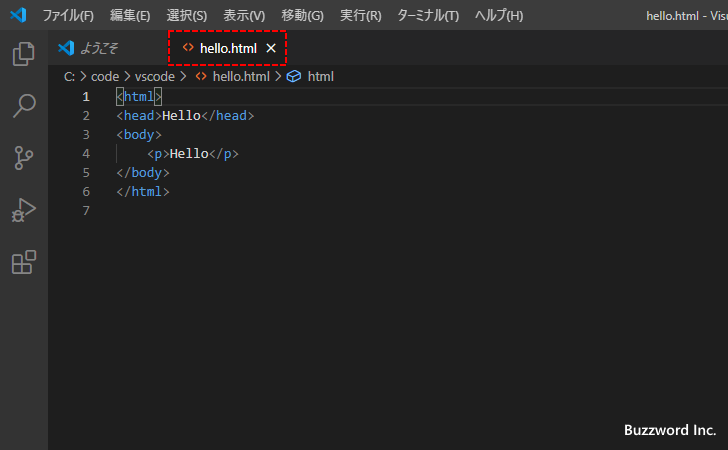 ファイル(F) 編集(E) 選択(S) 表示(V) 移動(G) 実行(R) ターミナル(T) ヘルプ(H) hello.html - Visu
ようこそ hello.html ×
C: > code > vscode > hello.html > html
1 <html>
2 <head>Hello</head>
3 <body>
4     <p>Hello</p>
5 </body>
6 </html>
7
Buzzword Inc.